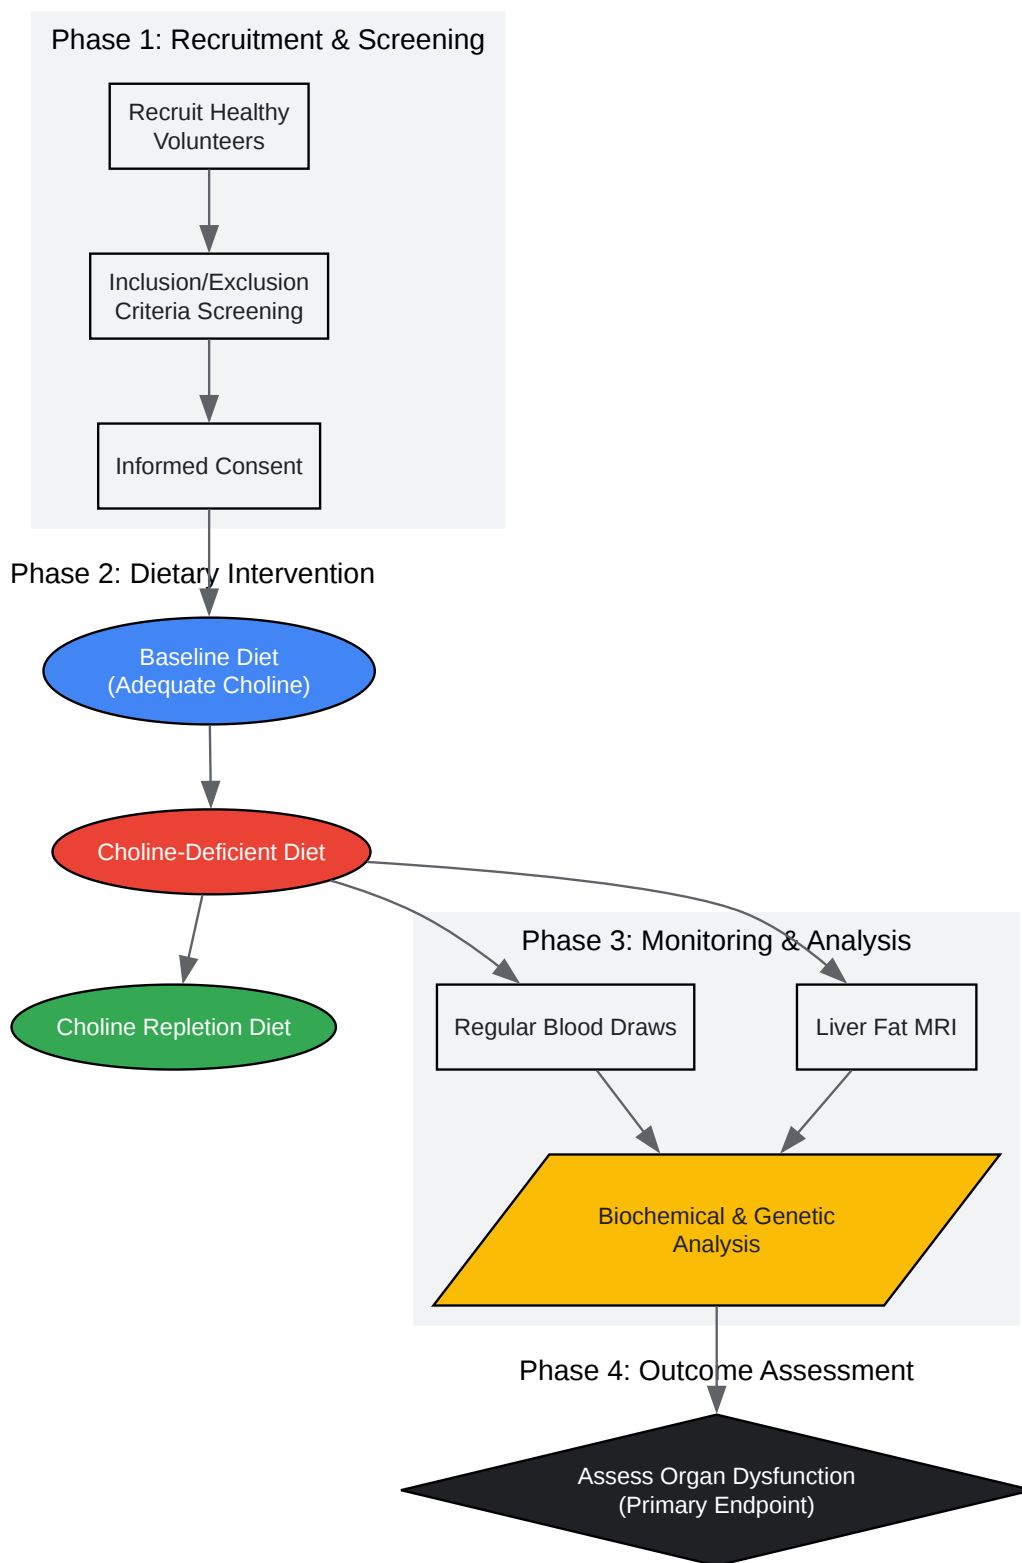 Phase 1: Recruitment & Screening
Recruit Healthy
Volunteers
Inclusion/Exclusion
Criteria Screening
Informed Consent
Phase 2: Dietary Intervention
Baseline Diet
(Adequate Choline)
Choline-Deficient Diet
Choline Repletion Diet
Phase 3: Monitoring & Analysis
Regular Blood Draws
Liver Fat MRI
Biochemical & Genetic
Analysis
Phase 4: Outcome Assessment
Assess Organ Dysfunction
(Primary Endpoint)